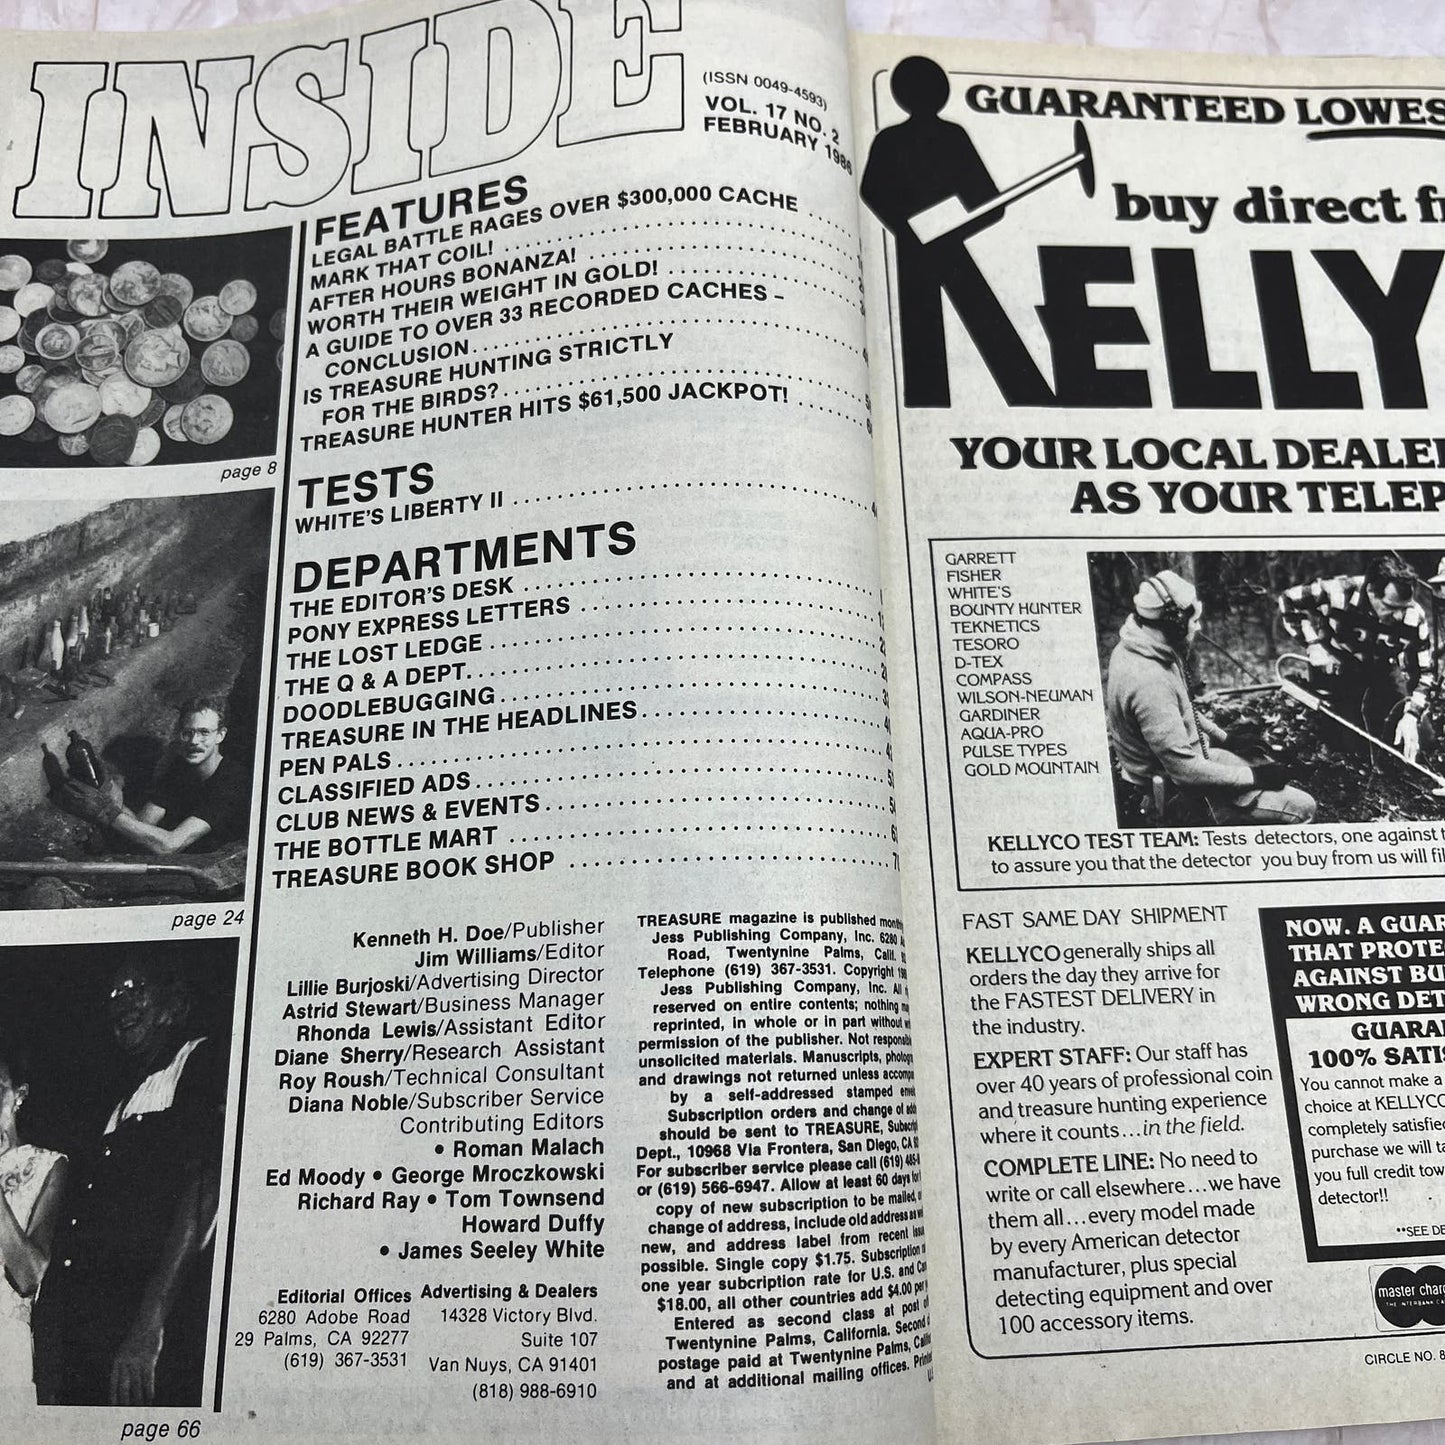 INSIDE
(ISSN 0049-4593)
VOL. 17 NO. 2
FEBRUARY 1986
page 8
page 24
page 66
FEATURES
LEGAL BATTLE RAGES OVER $300,000 CACHE
MARK THAT COIL!
AFTER HOURS BONANZA!
WORTH THEIR WEIGHT IN GOLD!
A GUIDE TO OVER 33 RECORDED CACHES –
CONCLUSION
IS TREASURE HUNTING STRICTLY
FOR THE BIRDS?
TREASURE HUNTER HITS $61,500 JACKPOT!
TESTS
WHITE'S LIBERTY II
DEPARTMENTS
THE EDITOR'S DESK
PONY EXPRESS LETTERS
THE LOST LEDGE
THE Q & A DEPT.
DOODLEBUGGING
TREASURE IN THE HEADLINES
PEN PALS
CLASSIFIED ADS
CLUB NEWS & EVENTS
THE BOTTLE MART
TREASURE BOOK SHOP
Kenneth H. Doe/Publisher
Jim Williams/Editor
Lillie Burjoski/Advertising Director
Astrid Stewart/Business Manager
Rhonda Lewis/Assistant Editor
Diane Sherry/Research Assistant
Roy Roush/Technical Consultant
Diana Noble/Subscriber Service
Contributing Editors
• Roman Malach
Ed Moody • George Mroczkowski
Richard Ray • Tom Townsend
Howard Duffy
• James Seeley White
Editorial Offices
6280 Adobe Road
29 Palms, CA 92277
(619) 367-3531
Advertising & Dealers
14328 Victory Blvd.
Suite 107
Van Nuys, CA 91401
(818) 988-6910
TREASURE magazine is published
Jess Publishing Company, Inc. 6280
Road, Twentynine Palms, Calif.
Telephone (619) 367-3531. Copyright
Jess Publishing Company, Inc. All
reserved on entire contents; nothing
reprinted, in whole or in part without
permission of the publisher. Not
unsolicited materials. Manuscripts,
and drawings not returned unless
by a self-addressed stamped
Subscription orders and change of
should be sent to TREASURE,
Dept., 10968 Via Frontera, San Diego, CA
For subscriber service please call (619)
or (619) 566-6947. Allow at least 60 days
copy of new subscription to be mailed,
change of address, include old address
new, and address label from recent
possible. Single copy $1.75. Subscription
one year subcription rate for U.S. and
$18.00, all other countries add $4.00 per
Entered as second class at post
Twentynine Palms, California. Second
postage paid at Twentynine Palms,
and at additional mailing offices.
GUARANTEED LOWES
buy direct f
KELLY
YOUR LOCAL DEALE
AS YOUR TELEP
GARRETT
FISHER
WHITE'S
BOUNTY HUNTER
TEKNETICS
TESORO
D-TEX
COMPASS
WILSON-NEUMAN
GARDINER
AQUA-PRO
PULSE TYPES
GOLD MOUNTAIN
KELLYCO TEST TEAM: Tests detectors, one against
to assure you that the detector you buy from us will
FAST SAME DAY SHIPMENT
KELLYCO generally ships all
orders the day they arrive for
the FASTEST DELIVERY in
the industry.
EXPERT STAFF: Our staff has
over 40 years of professional coin
and treasure hunting experience
where it counts...in the field.
COMPLETE LINE: No need to
write or call elsewhere...we have
them all...every model made
by every American detector
manufacturer, plus special
detecting equipment and over
100 accessory items.
NOW. A GUAR
THAT PROTE
AGAINST BU
WRONG DET
GUARA
100% SATI
You cannot make a
choice at KELLYCO
completely satisfie
purchase we will ta
you full credit tow
detector!!
**SEE DE
master char
THE INTERBANK CA
CIRCLE NO. 8